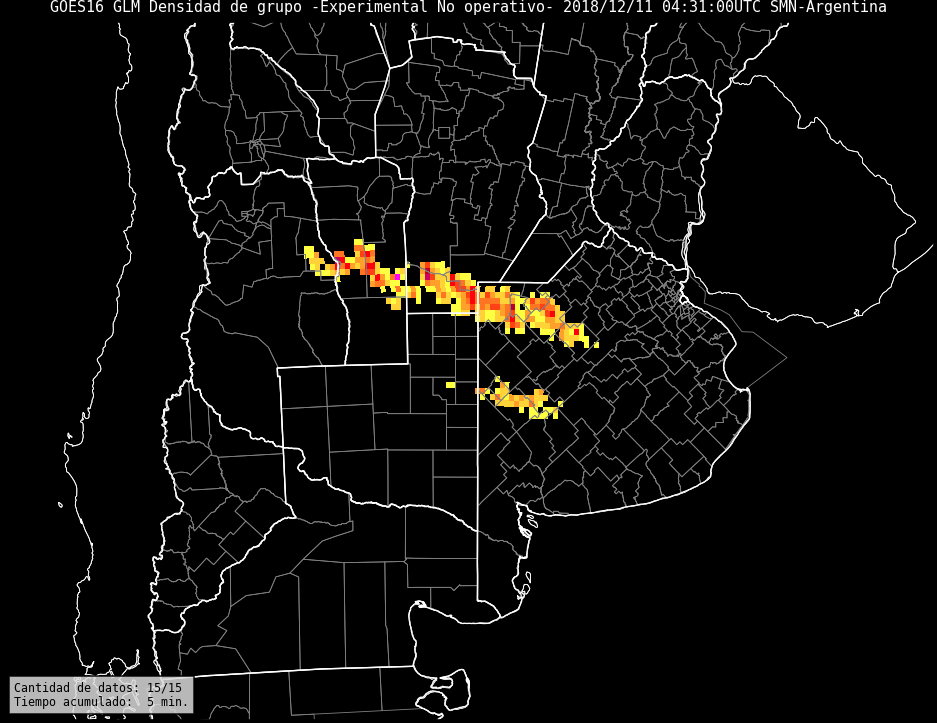 GOES16 GLM Densidad de grupo -Experimental No operativo- 2018/12/11 04:31:00UTC SMN-Argentina
Cantidad de datos: 15/15
Tiempo acumulado:  5 min.